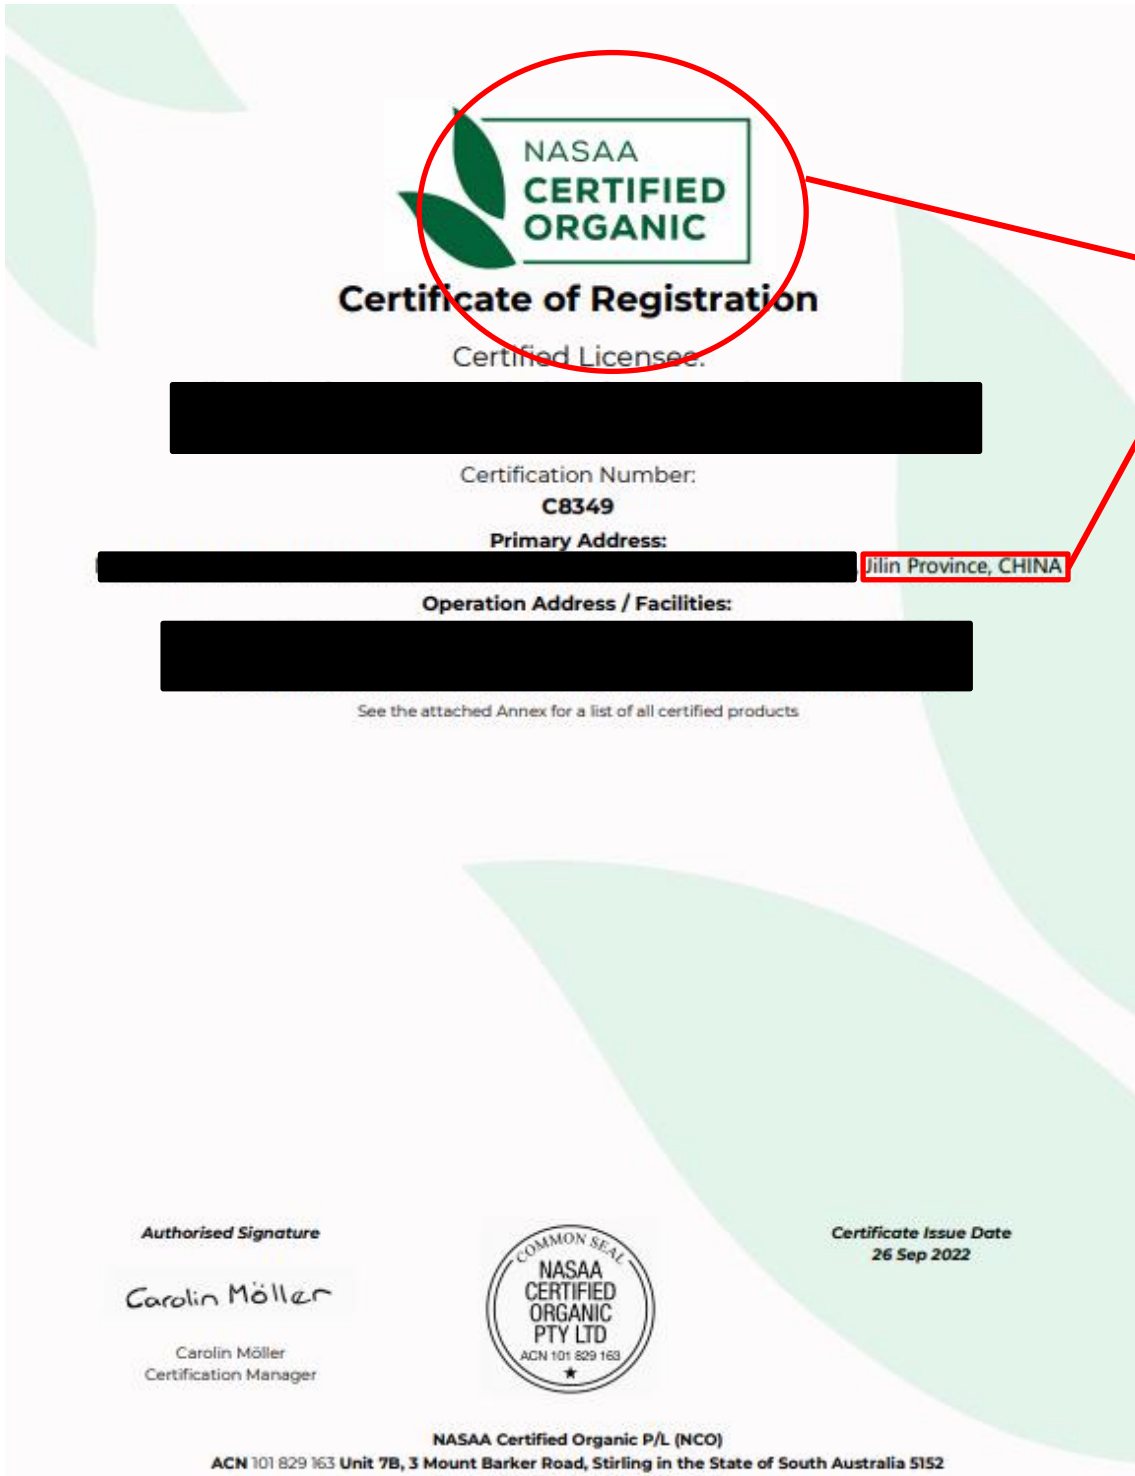 NASAA
CERTIFIED
ORGANIC
Certificate of Registration
Certified Licensee:
Certification Number:
C8349
Primary Address:
Jilin Province, CHINA
Operation Address / Facilities:
See the attached Annex for a list of all certified products
Authorised Signature
Carolin Möller
Carolin Möller
Certification Manager
COMMON SEAL
NASAA
CERTIFIED
ORGANIC
PTY LTD
ACN 101 829 163
Certificate Issue Date
26 Sep 2022
NASAA Certified Organic P/L (NCO)
ACN 101 829 163 Unit 7B, 3 Mount Barker Road, Stirling in the State of South Australia 5152